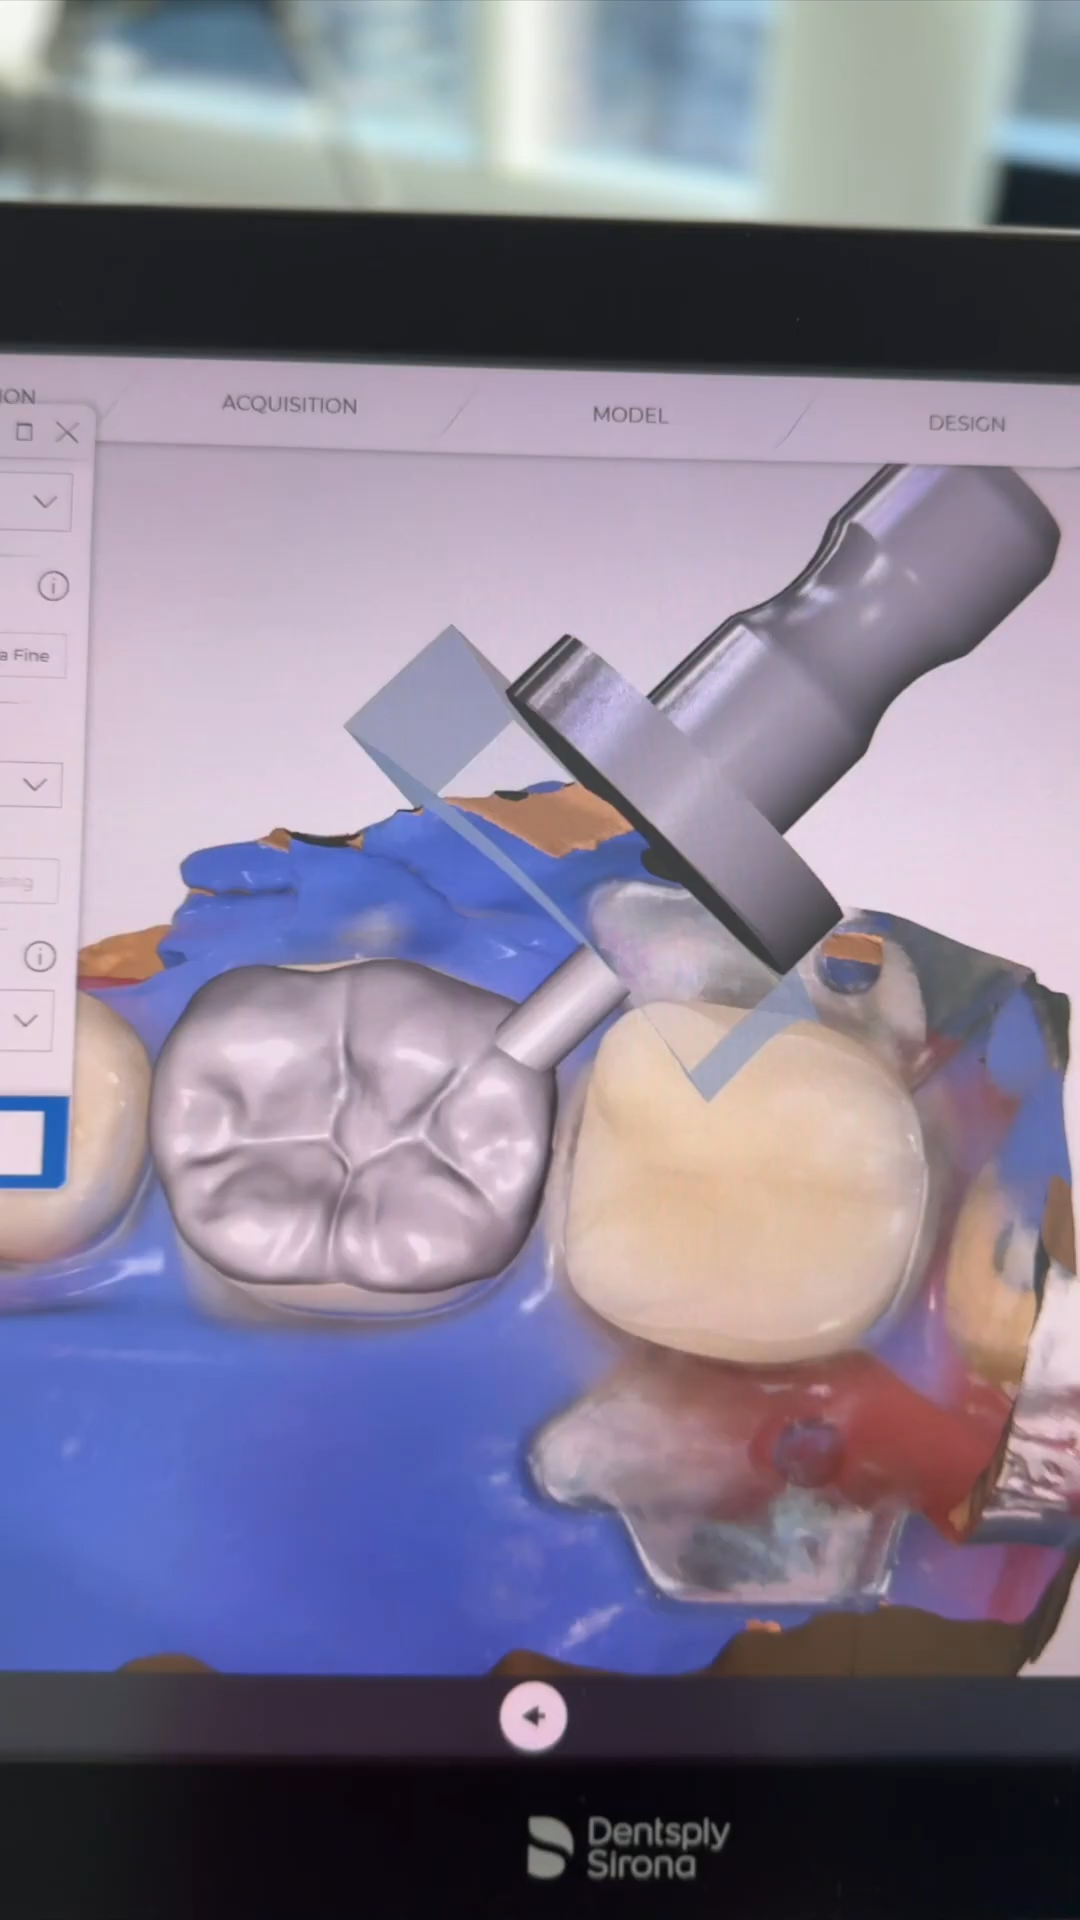 ION
ACQUISITION
MODEL
DESIGN
a Fine
Dentsply
Sirona